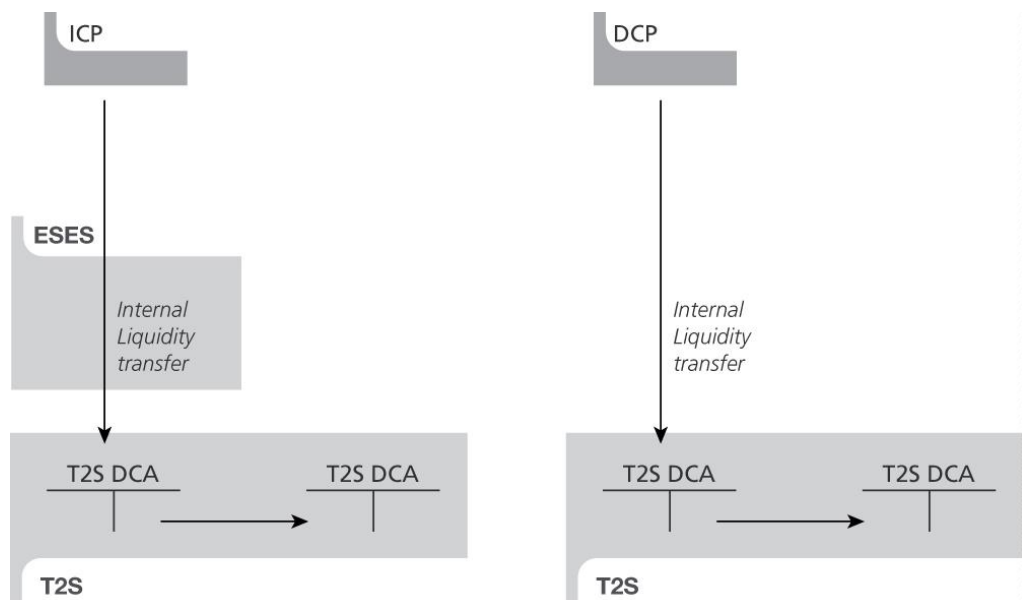 ICP
ESES
Internal
Liquidity
transfer
T2S DCA
T2S DCA
T2S
DCP
Internal
Liquidity
transfer
T2S DCA
T2S DCA
T2S